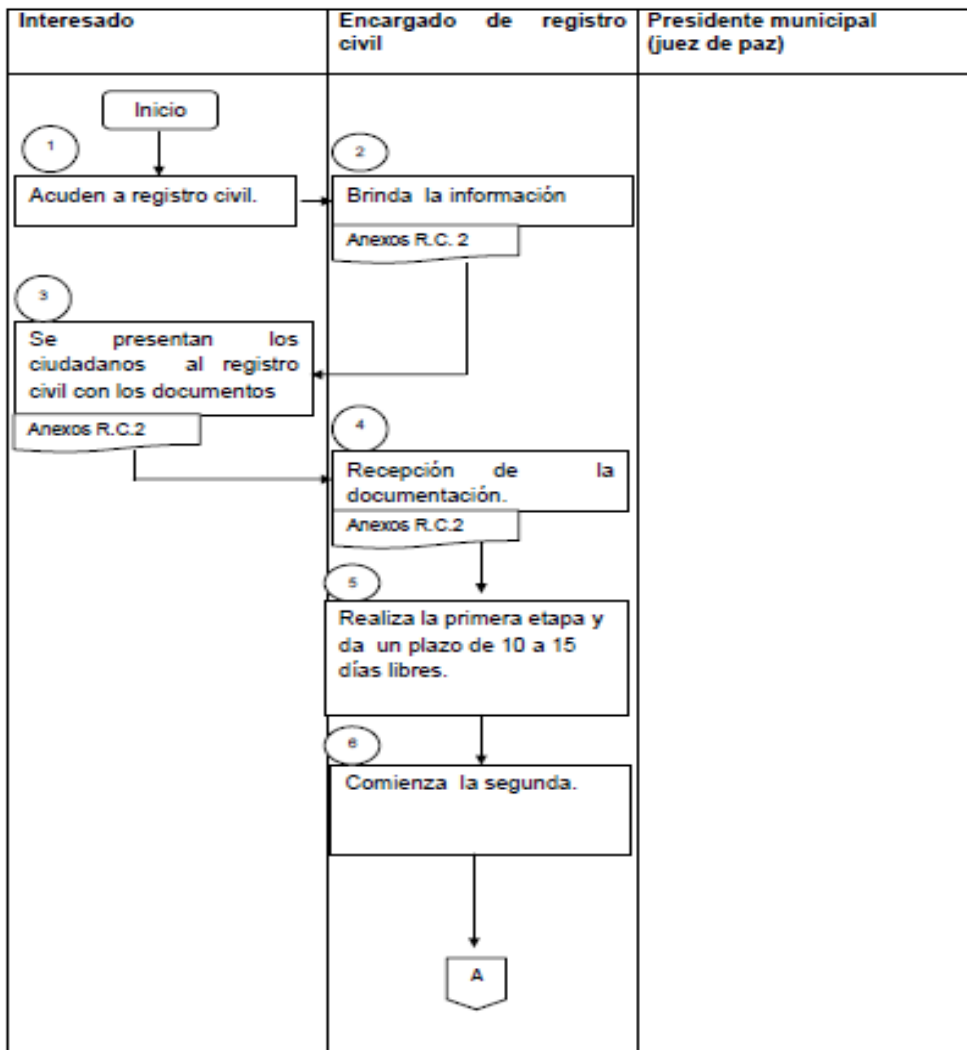 Interesado
Encargado de registro
civil
Presidente municipal
(juez de paz)
Inicio
1
Acuden a registro civil.
2
Brinda la información
Anexos R.C. 2
3
Se presentan los
ciudadanos al registro
civil con los documentos
Anexos R.C.2
4
Recepción de la
documentación.
Anexos R.C.2
5
Realiza la primera etapa y
da un plazo de 10 a 15
días libres.
6
Comienza la segunda.
A